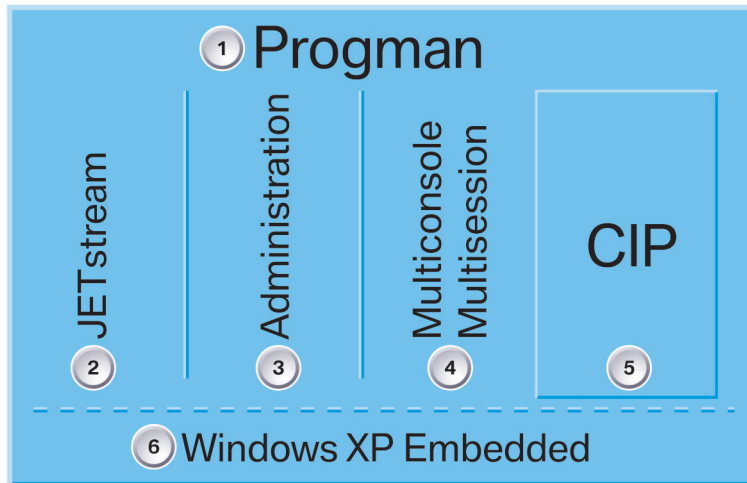 1 Progman
JETstream
Administration
Multiconsole
Multisession
CIP
2
3
4
5
6 Windows XP Embedded